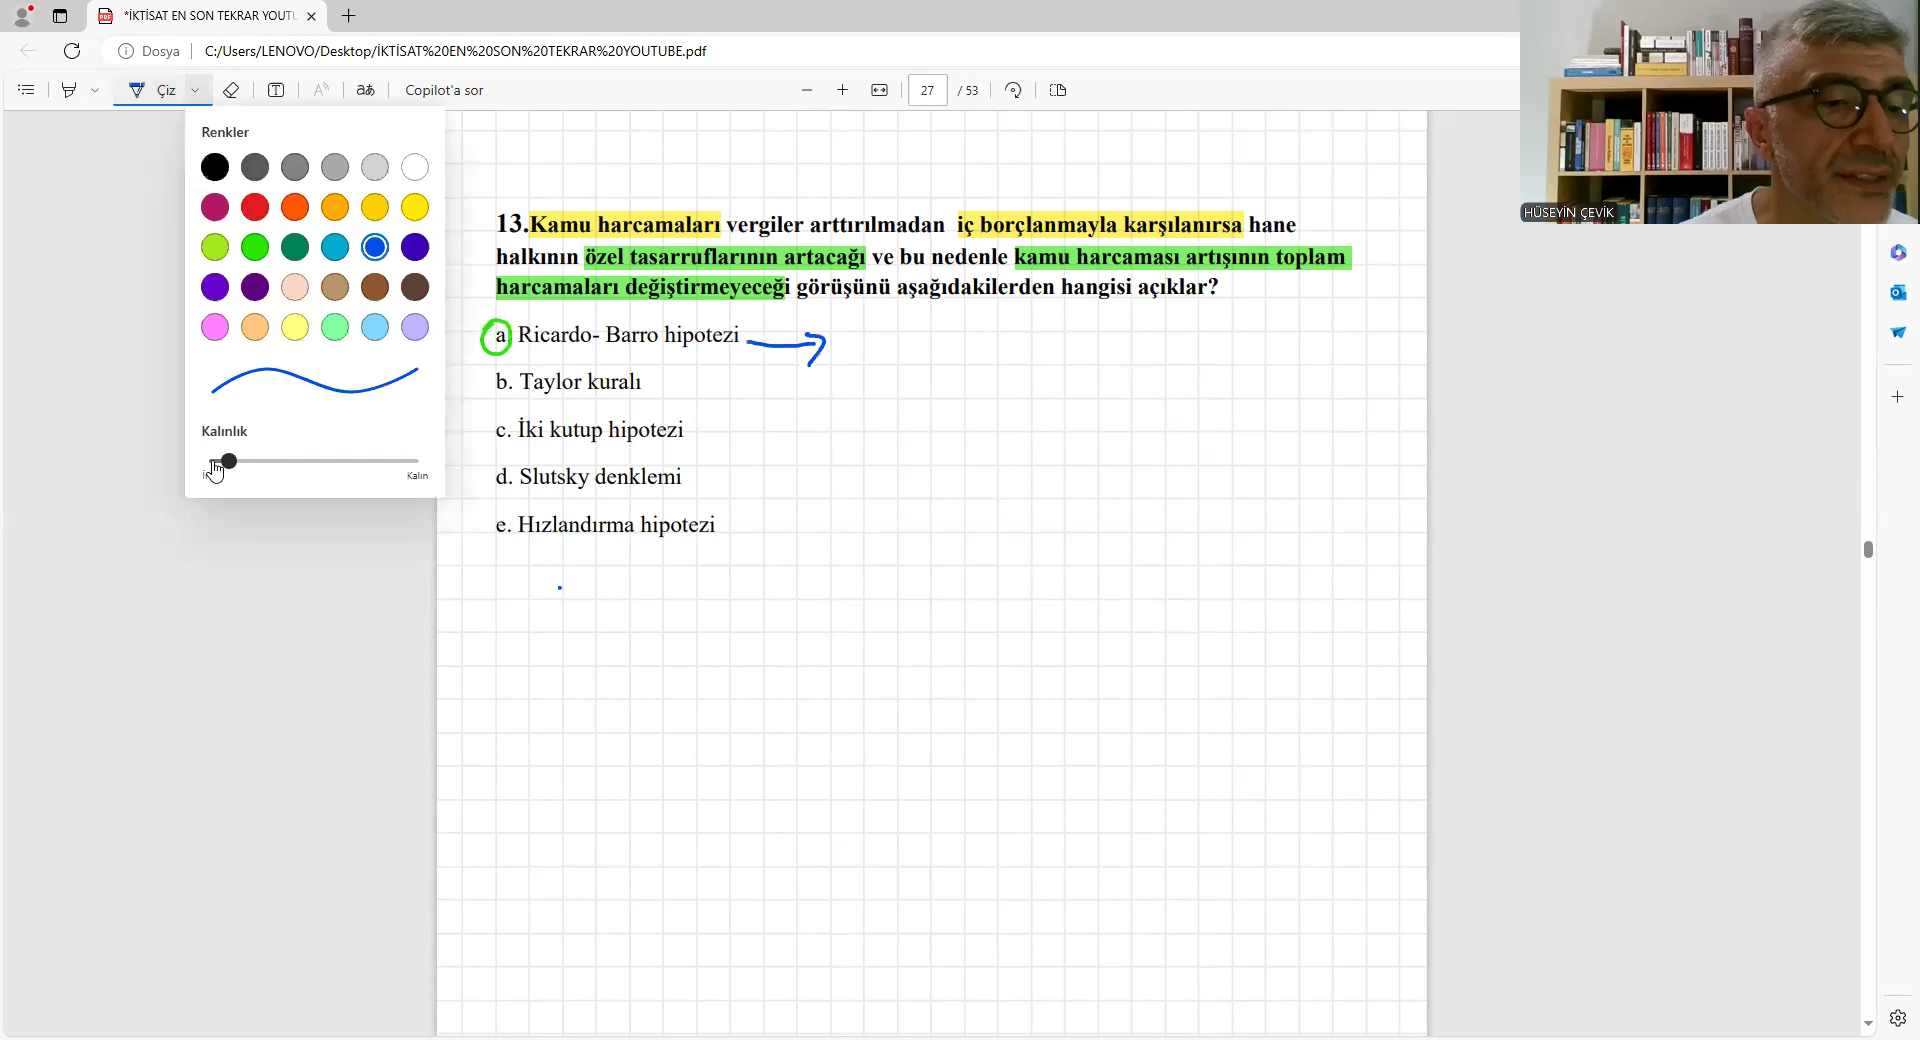 *İKTİSAT EN SON TEKRAR YOUTU
Dosya
C:/Users/LENOVO/Desktop/İKTİSAT%20EN%20SON%20TEKRAR%20YOUTUBE.pdf
Çiz
Copilot'a sor
27 / 53
Renkler
Kalınlık
Kalın
HÜSEYİN ÇEVİK
13.Kamu harcamaları vergiler arttırılmadan iç borçlanmayla karşılanırsa hane
halkının özel tasarruflarının artacağı ve bu nedenle kamu harcaması artışının toplam
harcamaları değiştirmeyeceği görüşünü aşağıdakilerden hangisi açıklar?
a. Ricardo- Barro hipotezi
b. Taylor kuralı
c. İki kutup hipotezi
d. Slutsky denklemi
e. Hızlandırma hipotezi